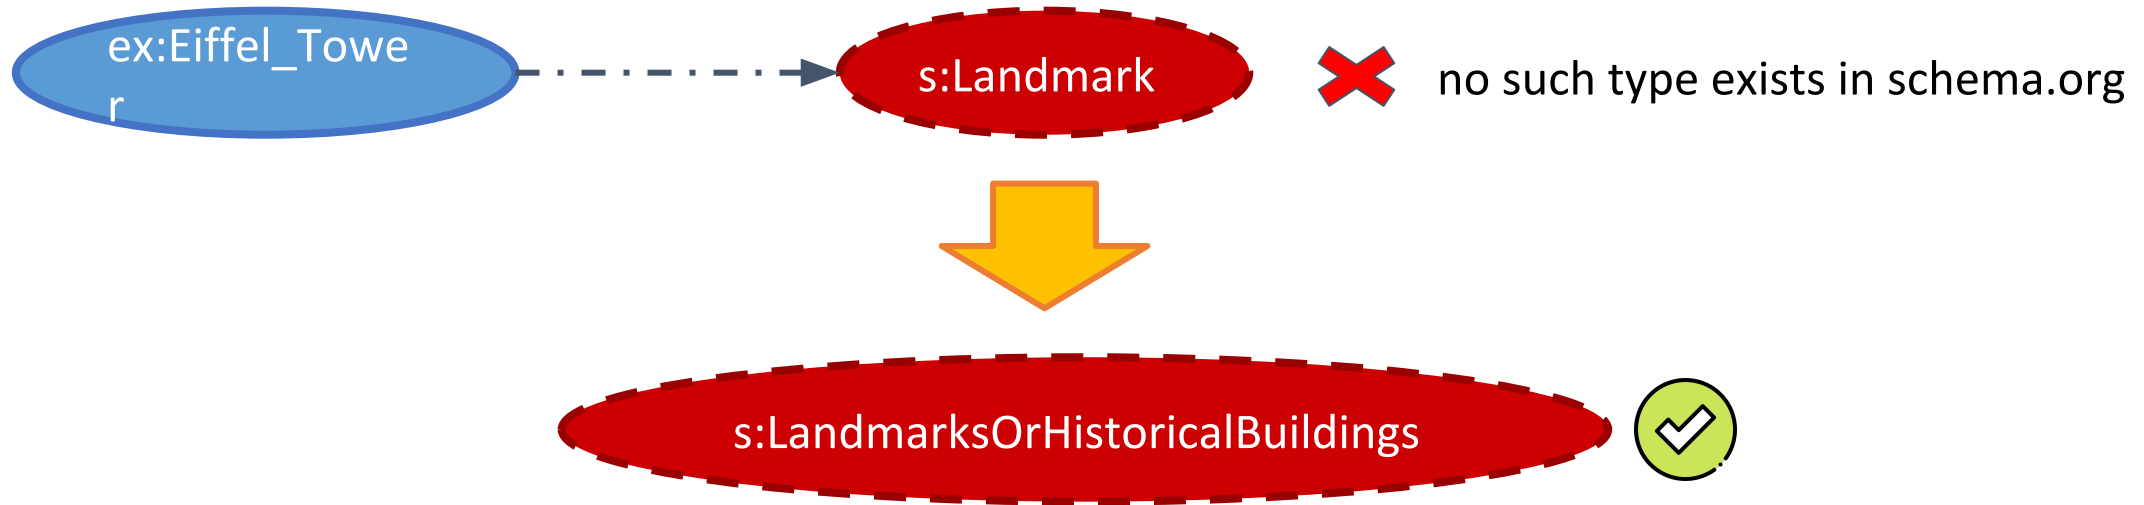 ex:Eiffel_Towe
r
s:Landmark
no such type exists in schema.org
s:LandmarksOrHistoricalBuildings